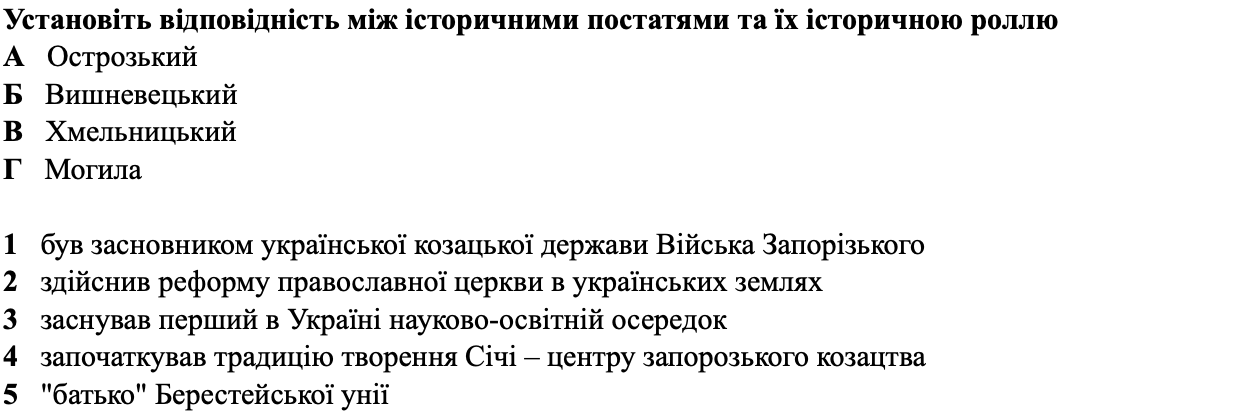 Установіть відповідність між історичними постатями та їх історичною роллю
А Острозький
Б Вишневецький
В Хмельницький
Г Могила
1 був засновником української козацької держави Війська Запорізького
2 здійснив реформу православної церкви в українських землях
3 заснував перший в Україні науково-освітній осередок
4 започаткував традицію творення Січі – центру запорозького козацтва
5 "батько" Берестейської унії